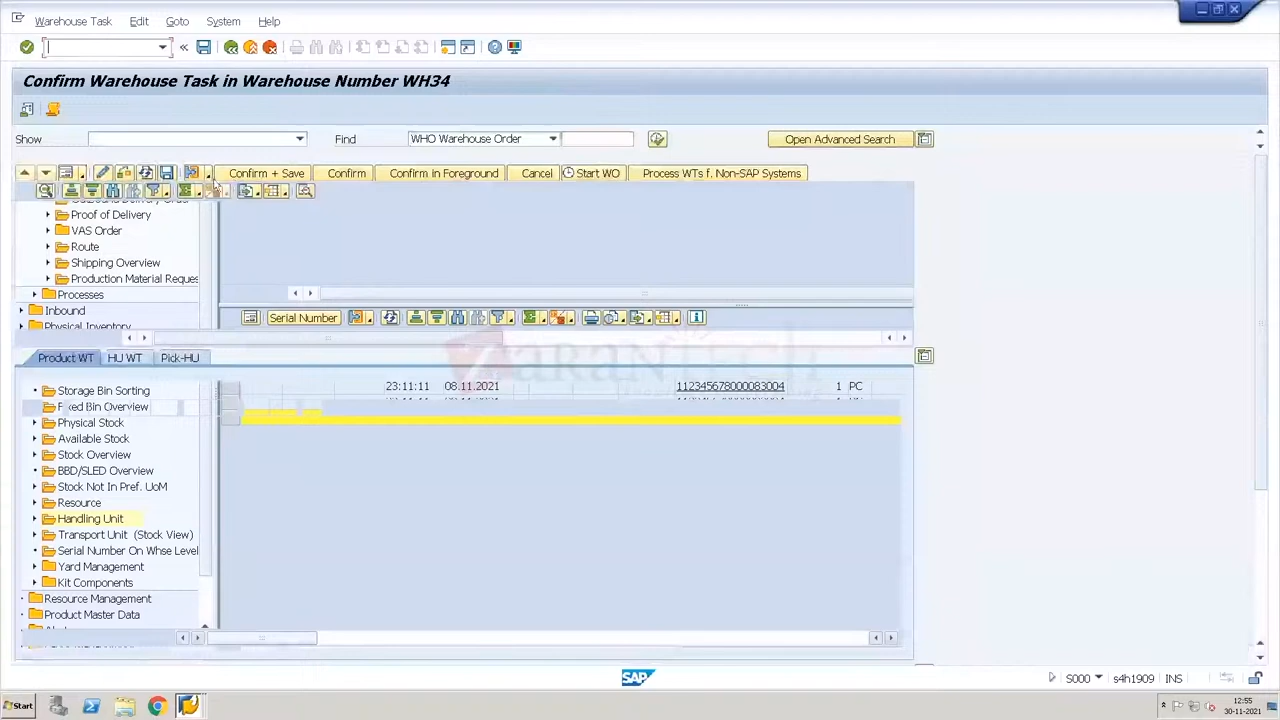 Warehouse Task Edit Goto System Help
Confirm Warehouse Task in Warehouse Number WH34
Show Find WHO Warehouse Order Open Advanced Search
Confirm + Save Confirm Confirm in Foreground Cancel Start WO Process WTs f. Non-SAP Systems
Proof of Delivery
VAS Order
Route
Shipping Overview
Production Material Reques
Processes
Inbound
Physical Inventory
Serial Number
Product WT HU WT Pick-HU
23:11:11 08.11.2021 112345678000083004 1 PC
Storage Bin Sorting
Fixed Bin Overview
Physical Stock
Available Stock
Stock Overview
BBD/SLED Overview
Stock Not In Pref. UoM
Resource
Handling Unit
Transport Unit (Stock View)
Serial Number On Whse Level
Yard Management
Kit Components
Resource Management
Product Master Data
SAP
S000 s4h1909 INS
Start
12:55
30-11-2021